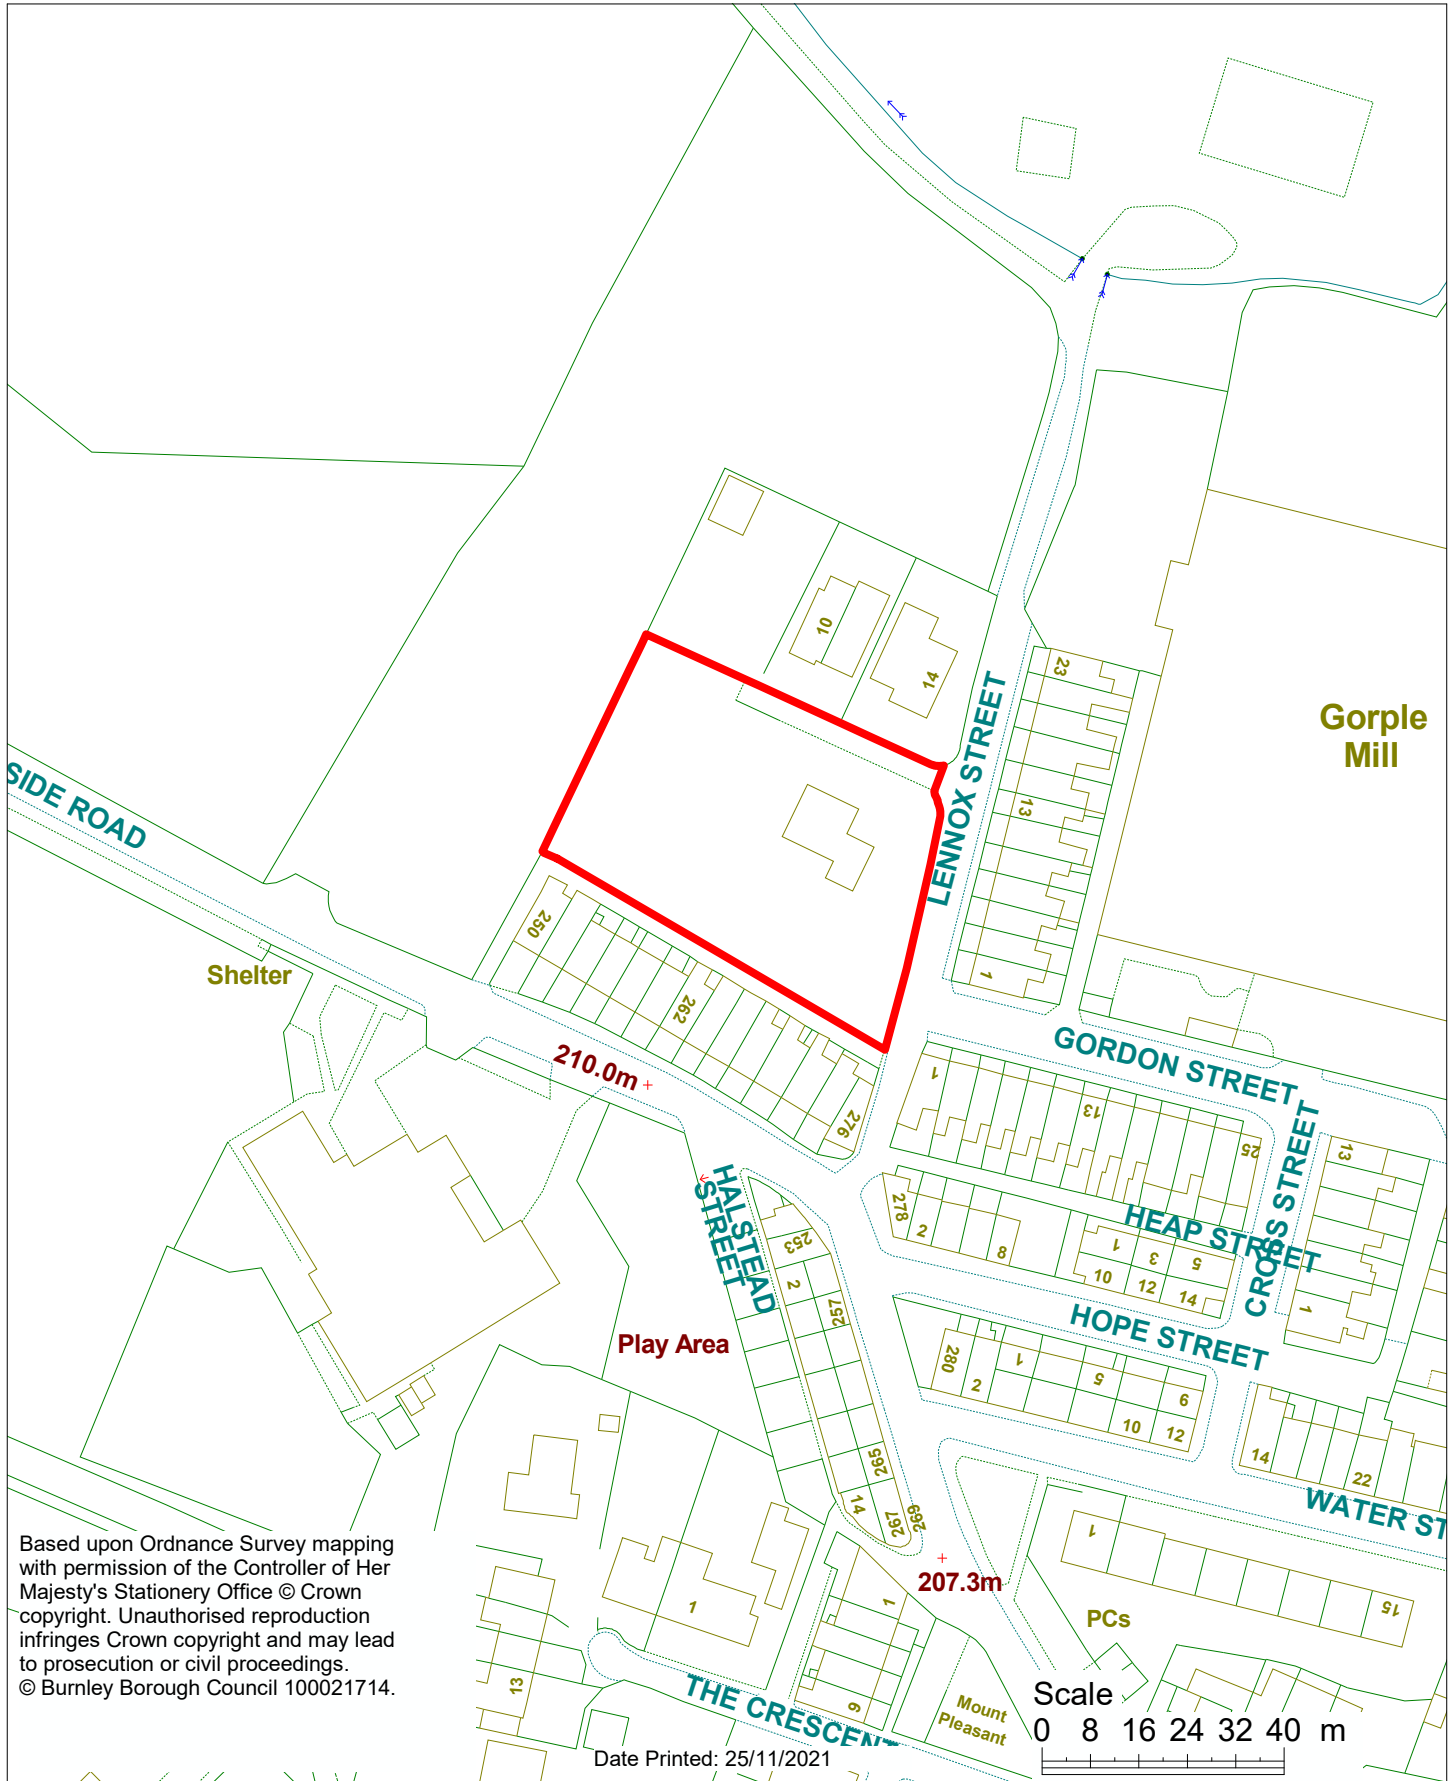 10
14
23
LENNOX STREET
Gorple
Mill
13
SIDE ROAD
250
Shelter
262
1
210.0m
GORDON STREET
276
1
13
25
CROSS STREET
13
HALSTEAD
STREET
278
2
8
HEAP STREET
1
3
5
10
12
14
253
2
257
Play Area
HOPE STREET
1
280
2
1
5
9
10
12
265
14
267
269
14
22
WATER ST
207.3m
1
15
PCs
1
1
13
9
THE CRESCENT
Mount
Pleasant
Based upon Ordnance Survey mapping
with permission of the Controller of Her
Majesty's Stationery Office © Crown
copyright. Unauthorised reproduction
infringes Crown copyright and may lead
to prosecution or civil proceedings.
© Burnley Borough Council 100021714.
Date Printed: 25/11/2021
Scale
0 8 16 24 32 40 m